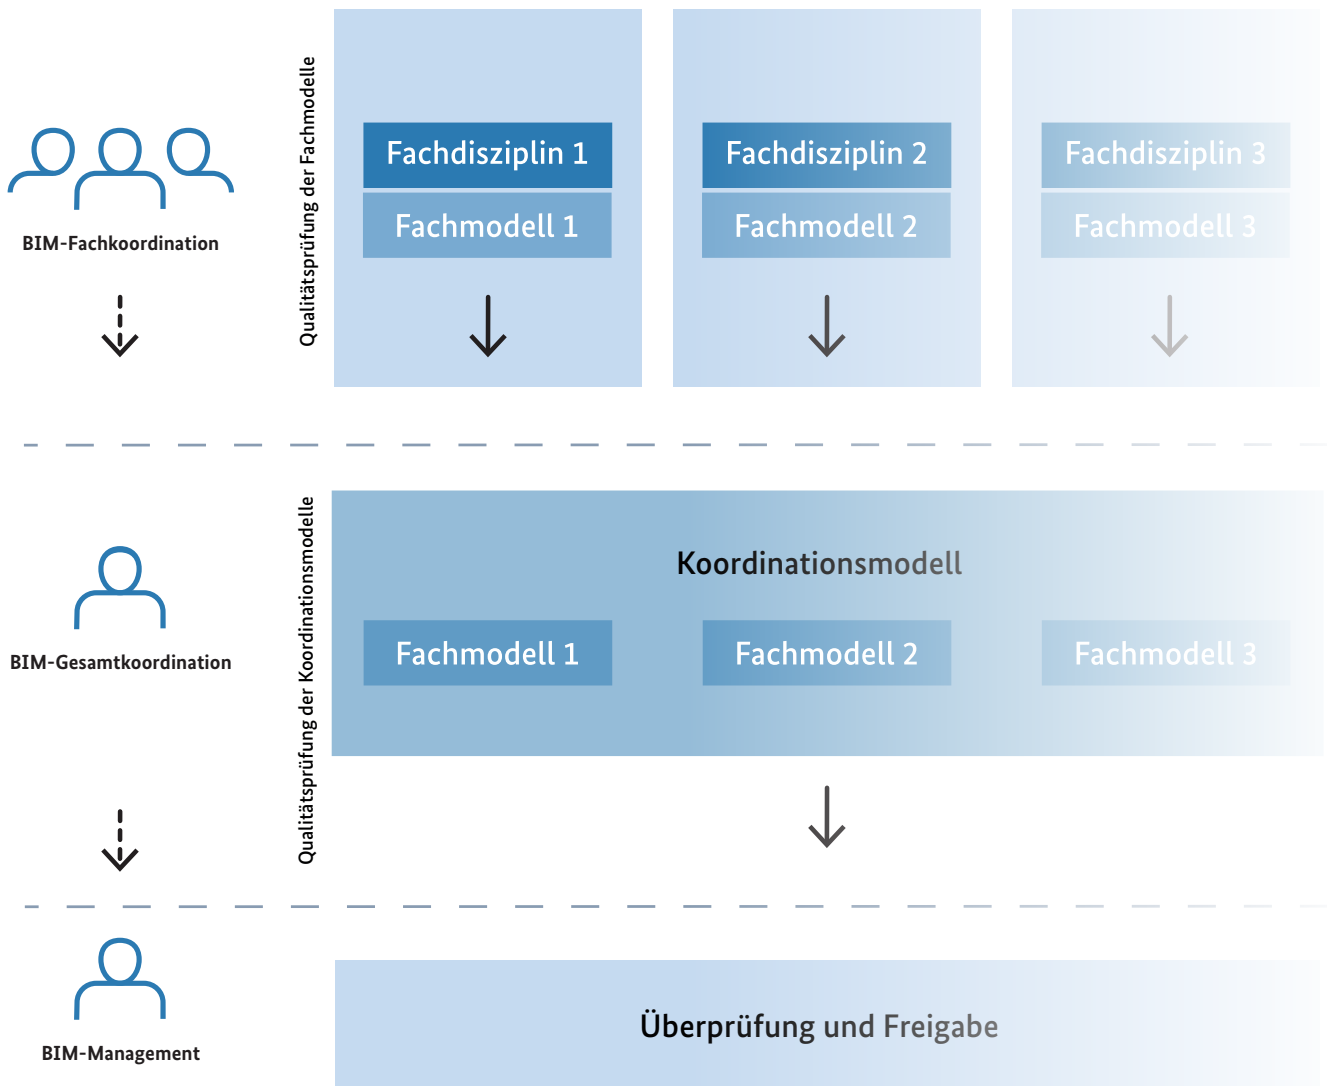 BIM-Fachkoordination
Qualitätsprüfung der Fachmodelle
Fachdisziplin 1
Fachmodell 1
Fachdisziplin 2
Fachmodell 2
Fachdisziplin 3
Fachmodell 3
BIM-Gesamtkoordination
Qualitätsprüfung der Koordinationsmodelle
Koordinationsmodell
Fachmodell 1
Fachmodell 2
Fachmodell 3
BIM-Management
Überprüfung und Freigabe